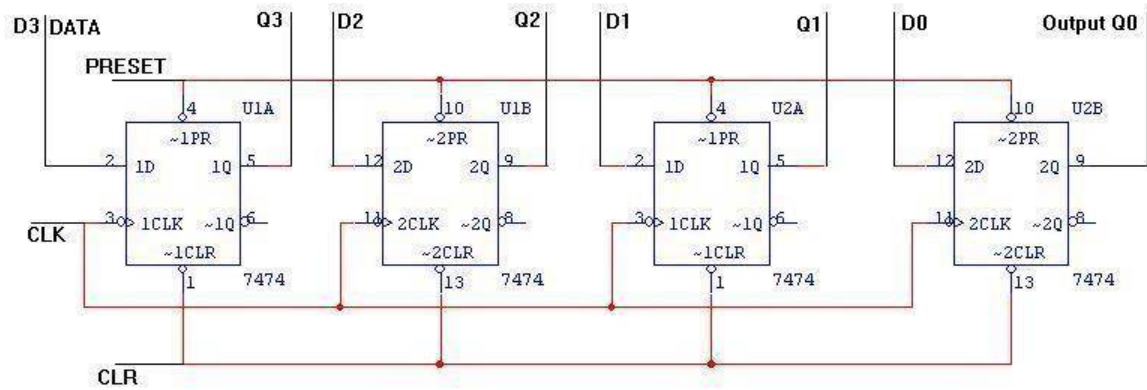 D3 DATA Q3 D2 Q2 D1 Q1 D0 Output Q0
PRESET
4 U1A 10 U1B 4 U2A 10 U2B
~1PR ~2PR ~1PR ~2PR
2 1D 1Q 5 12 2D 2Q 9 2 1D 1Q 5 12 2D 2Q 9
3 1CLK ~1Q 6 11 2CLK ~2Q 8 3 1CLK ~1Q 6 11 2CLK ~2Q 8
CLK
~1CLR ~2CLR ~1CLR ~2CLR
1 7474 13 7474 1 7474 13 7474
CLR